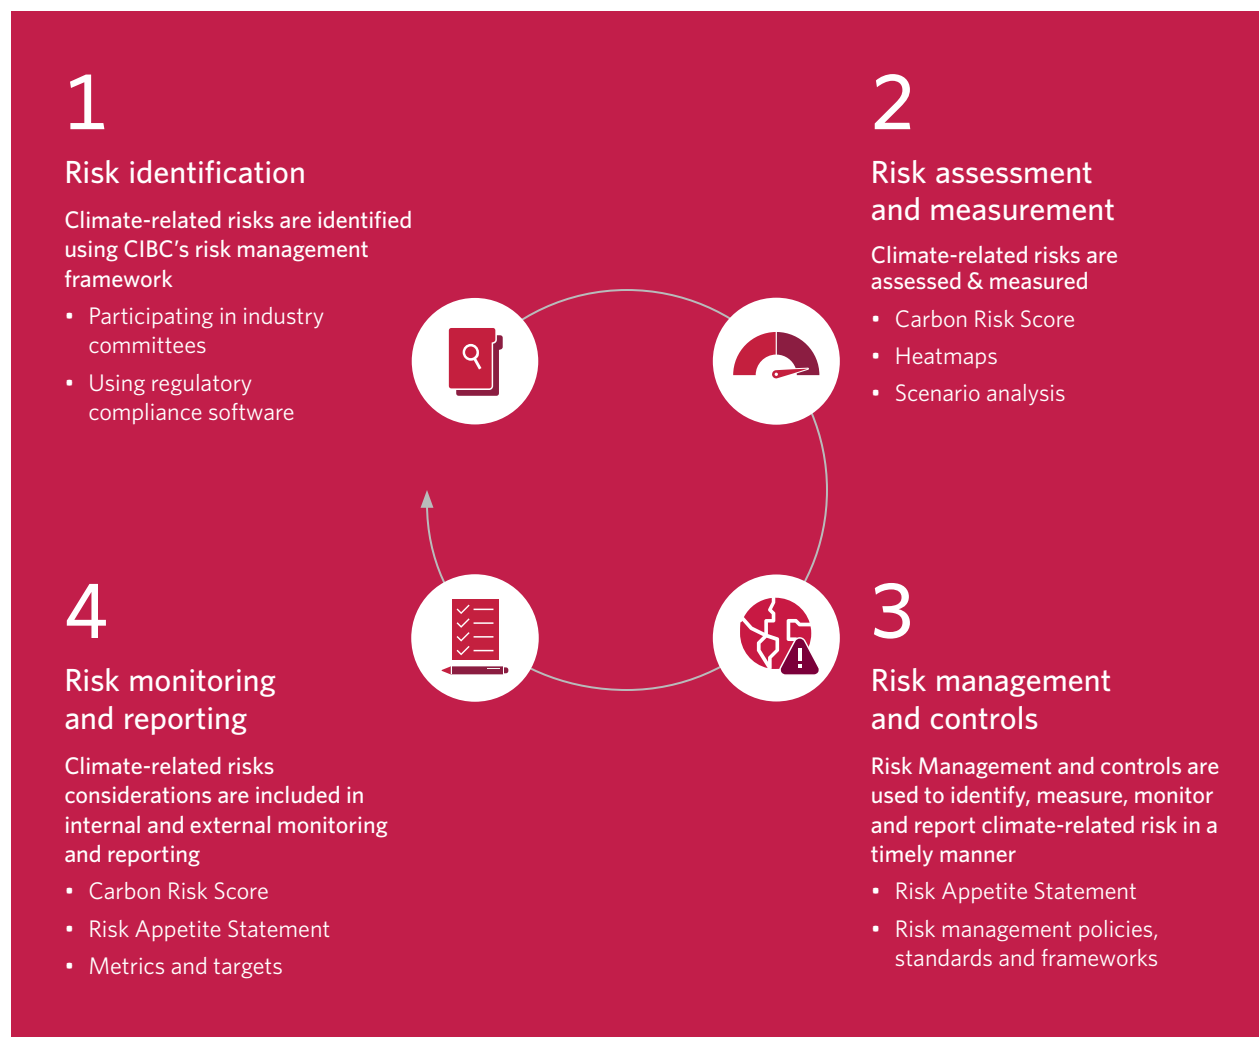 1
Risk identification
Climate-related risks are identified
using CIBC's risk management
framework
• Participating in industry
committees
• Using regulatory
compliance software
2
Risk assessment
and measurement
Climate-related risks are
assessed & measured
• Carbon Risk Score
• Heatmaps
• Scenario analysis
3
Risk management
and controls
Risk Management and controls are
used to identify, measure, monitor
and report climate-related risk in a
timely manner
• Risk Appetite Statement
• Risk management policies,
standards and frameworks
4
Risk monitoring
and reporting
Climate-related risks
considerations are included in
internal and external monitoring
and reporting
• Carbon Risk Score
• Risk Appetite Statement
• Metrics and targets